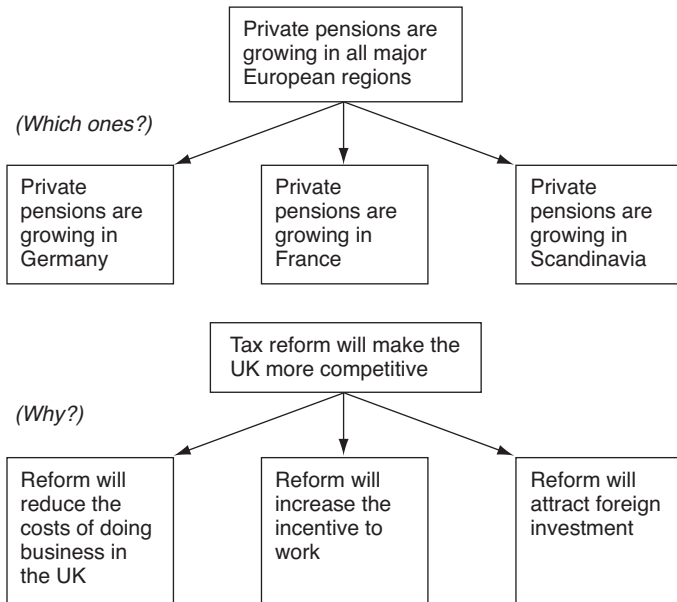 Private pensions are
growing in all major
European regions
(Which ones?)
Private
pensions are
growing in
Germany
Private
pensions are
growing in
France
Private
pensions are
growing in
Scandinavia
Tax reform will make the
UK more competitive
(Why?)
Reform will
reduce the
costs of doing
business in
the UK
Reform will
increase the
incentive to
work
Reform will
attract foreign
investment